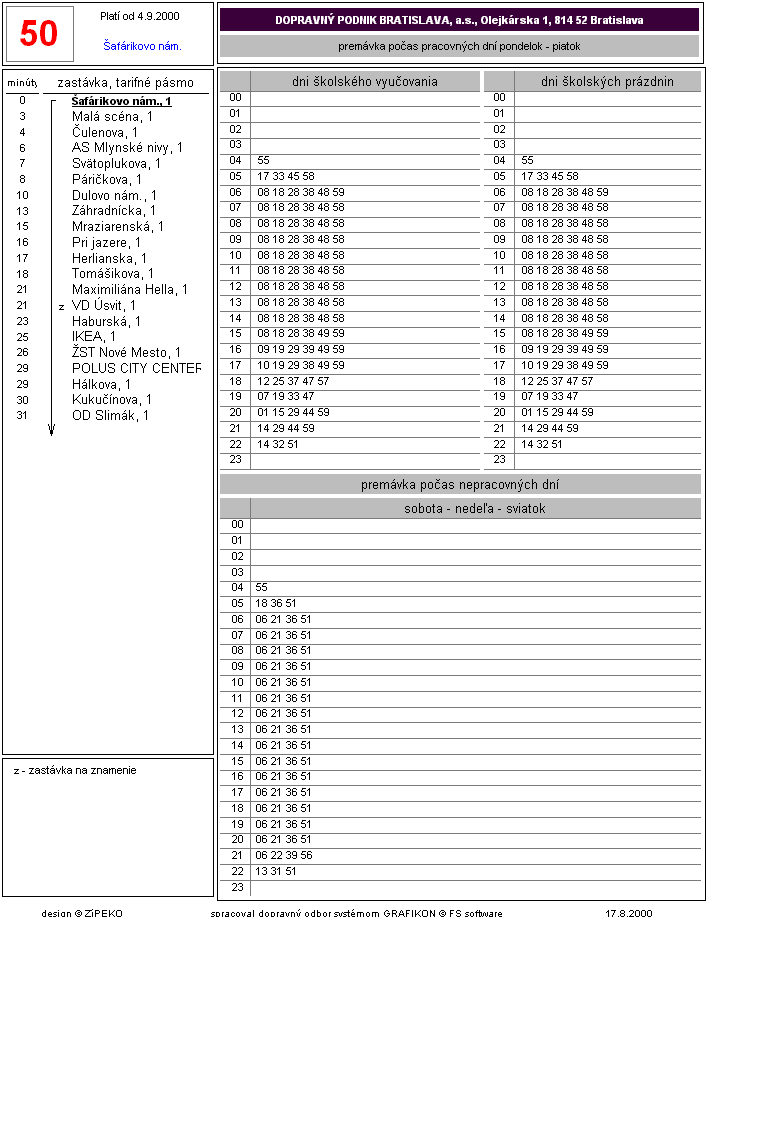 50
Platí od 4.9.2000
Šafárikovo nám.
DOPRAVNÝ PODNIK BRATISLAVA, a.s., Olejkárska 1, 814 52 Bratislava
premávka počas pracovných dní pondelok - piatok
minúty zastávka, tarifné pásmo
0 Šafárikovo nám., 1
3 Malá scéna, 1
4 Čulenova, 1
6 AS Mlynské nivy, 1
7 Svätoplukova, 1
8 Páričkova, 1
10 Dulovo nám., 1
13 Záhradnícka, 1
15 Mraziarenská, 1
16 Pri jazere, 1
17 Herlianska, 1
18 Tomášikova, 1
21 Maximiliána Hella, 1
21 z VD Úsvit, 1
23 Haburská, 1
25 IKEA, 1
26 ŽST Nové Mesto, 1
29 POLUS CITY CENTER
29 Hálkova, 1
30 Kukučínova, 1
31 OD Slimák, 1
z - zastávka na znamenie
dni školského vyučovania
00
01
02
03
04 55
05 17 33 45 58
06 08 18 28 38 48 59
07 08 18 28 38 48 58
08 08 18 28 38 48 58
09 08 18 28 38 48 58
10 08 18 28 38 48 58
11 08 18 28 38 48 58
12 08 18 28 38 48 58
13 08 18 28 38 48 58
14 08 18 28 38 48 58
15 08 18 28 38 49 59
16 09 19 29 39 49 59
17 10 19 29 38 49 59
18 12 25 37 47 57
19 07 19 33 47
20 01 15 29 44 59
21 14 29 44 59
22 14 32 51
23
dni školských prázdnin
00
01
02
03
04 55
05 17 33 45 58
06 08 18 28 38 48 59
07 08 18 28 38 48 58
08 08 18 28 38 48 58
09 08 18 28 38 48 58
10 08 18 28 38 48 58
11 08 18 28 38 48 58
12 08 18 28 38 48 58
13 08 18 28 38 48 58
14 08 18 28 38 48 58
15 08 18 28 38 49 59
16 09 19 29 39 49 59
17 10 19 29 38 49 59
18 12 25 37 47 57
19 07 19 33 47
20 01 15 29 44 59
21 14 29 44 59
22 14 32 51
23
premávka počas nepracovných dní
sobota - nedeľa - sviatok
00
01
02
03
04 55
05 18 36 51
06 06 21 36 51
07 06 21 36 51
08 06 21 36 51
09 06 21 36 51
10 06 21 36 51
11 06 21 36 51
12 06 21 36 51
13 06 21 36 51
14 06 21 36 51
15 06 21 36 51
16 06 21 36 51
17 06 21 36 51
18 06 21 36 51
19 06 21 36 51
20 06 21 36 51
21 06 22 39 56
22 13 31 51
23
design © ZiPEKO
spracoval dopravný odbor systémom GRAFIKON © FS software
17.8.2000